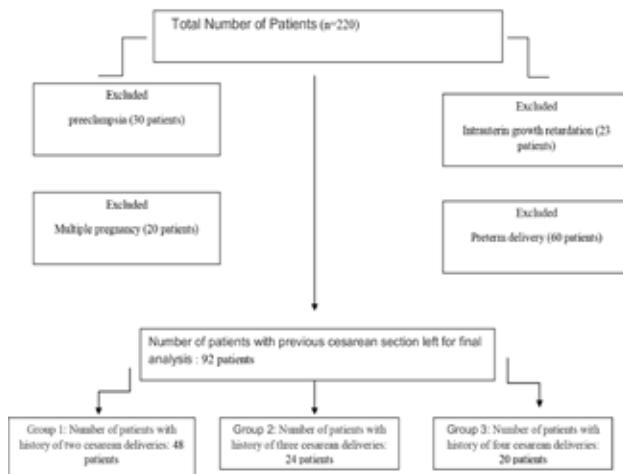 Total Number of Patients (n=220)
Excluded
preeclampsia (30 patients)
Excluded
Intrauterin growth retardation (23
patients)
Excluded
Multiple pregnancy (20 patients)
Excluded
Preterm delivery (60 patients)
Number of patients with previous cesarean section left for final
analysis : 92 patients
Group 1: Number of patients with
history of two cesarean deliveries: 48
patients
Group 2: Number of patients with
history of three cesarean deliveries:
24 patients
Group 3: Number of patients with
history of four cesarean deliveries:
20 patients